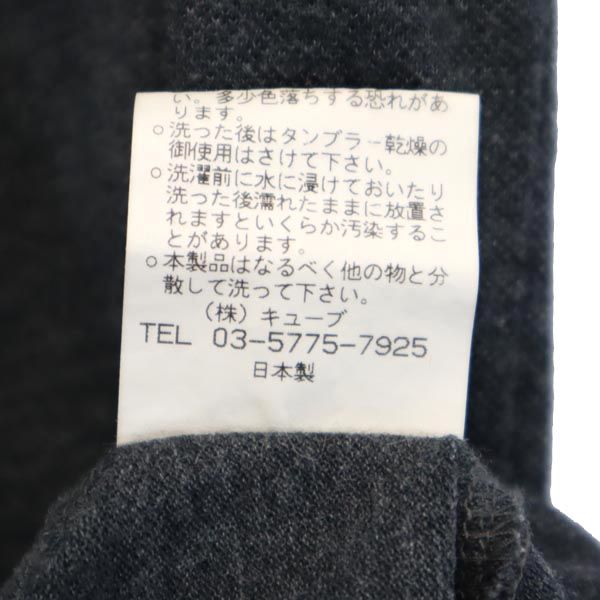 い。多少色落ちする恐れがあ
ります。
○洗った後はタンブラー乾燥の
御使用はさけて下さい。
○洗濯前に水に浸けておいたり
洗った後濡れたままに放置さ
れますといくらか汚染するこ
とがあります。
○本製品はなるべく他の物と分
散して洗って下さい。
(株)キューブ
TEL 03-5775-7925
日本製